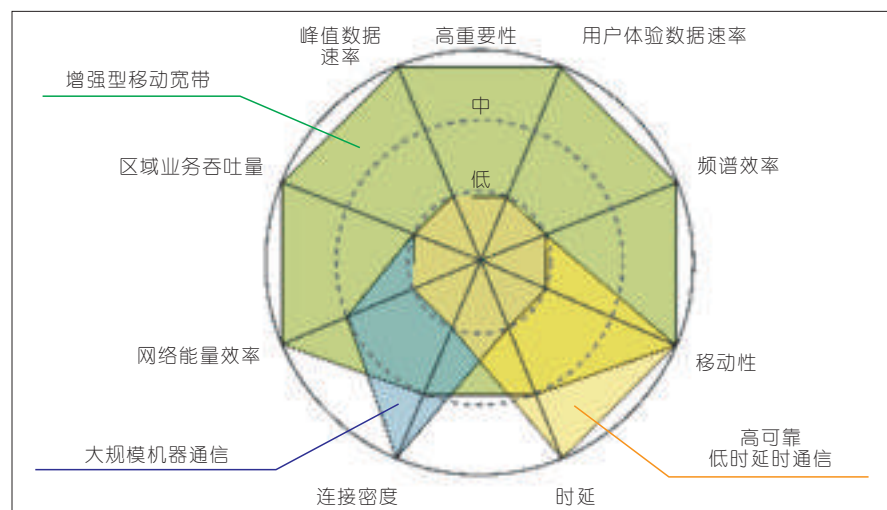 峰值数据
速率
高重要性
用户体验数据速率
增强型移动宽带
中
区域业务吞吐量
低
频谱效率
网络能量效率
移动性
大规模机器通信
高可靠
低时延时通信
连接密度
时延